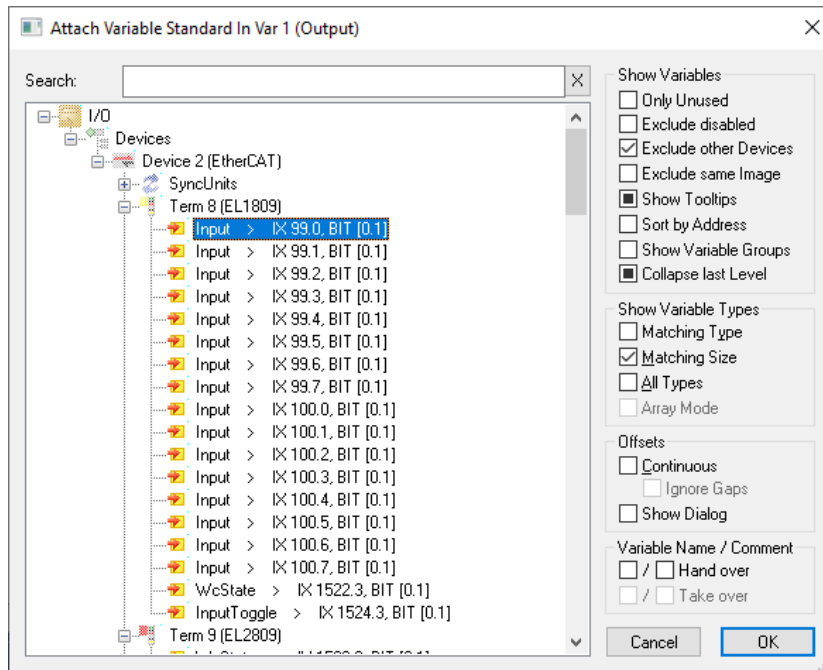 Attach Variable Standard In Var 1 (Output)
Search:
X
I/O
Devices
Device 2 (EtherCAT)
SyncUnits
Term 8 (EL1809)
Input > IX 99.0, BIT [0.1]
Input > IX 99.1, BIT [0.1]
Input > IX 99.2, BIT [0.1]
Input > IX 99.3, BIT [0.1]
Input > IX 99.4, BIT [0.1]
Input > IX 99.5, BIT [0.1]
Input > IX 99.6, BIT [0.1]
Input > IX 99.7, BIT [0.1]
Input > IX 100.0, BIT [0.1]
Input > IX 100.1, BIT [0.1]
Input > IX 100.2, BIT [0.1]
Input > IX 100.3, BIT [0.1]
Input > IX 100.4, BIT [0.1]
Input > IX 100.5, BIT [0.1]
Input > IX 100.6, BIT [0.1]
Input > IX 100.7, BIT [0.1]
WcState > IX 1522.3, BIT [0.1]
InputToggle > IX 1524.3, BIT [0.1]
Term 9 (EL2809)
Show Variables
Only Unused
Exclude disabled
Exclude other Devices
Exclude same Image
Show Tooltips
Sort by Address
Show Variable Groups
Collapse last Level
Show Variable Types
Matching Type
Matching Size
All Types
Array Mode
Offsets
Continuous
Ignore Gaps
Show Dialog
Variable Name / Comment
/ Hand over
/ Take over
Cancel
OK